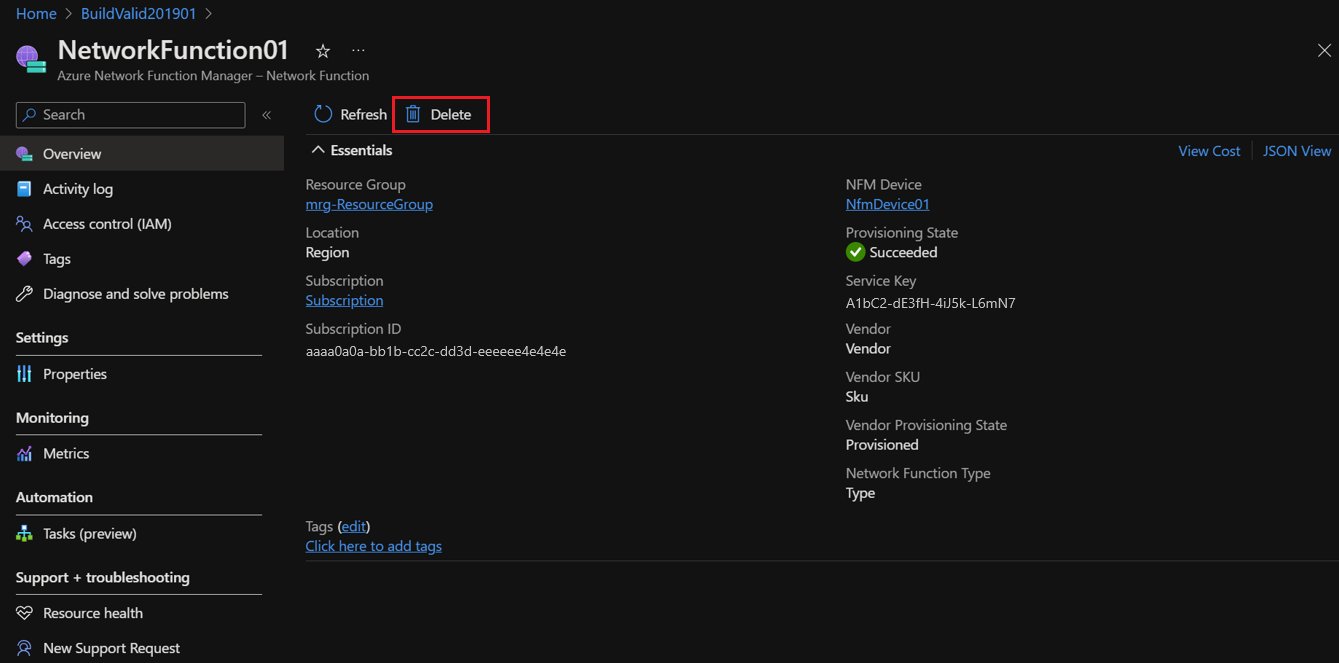 Home > BuildValid201901 >
NetworkFunction01 ...
Azure Network Function Manager – Network Function
Search «
Overview
Activity log
Access control (IAM)
Tags
Diagnose and solve problems
Settings
Properties
Monitoring
Metrics
Automation
Tasks (preview)
Support + troubleshooting
Resource health
New Support Request
Refresh Delete
Essentials
View Cost JSON View
Resource Group
mrg-ResourceGroup
Location
Region
Subscription
Subscription
Subscription ID
aaaa0a0a-bb1b-cc2c-dd3d-eeeeee4e4e4e
NFM Device
NfmDevice01
Provisioning State
Succeeded
Service Key
A1bC2-dE3fH-4iJ5k-L6mN7
Vendor
Vendor
Vendor SKU
Sku
Vendor Provisioning State
Provisioned
Network Function Type
Type
Tags (edit)
Click here to add tags